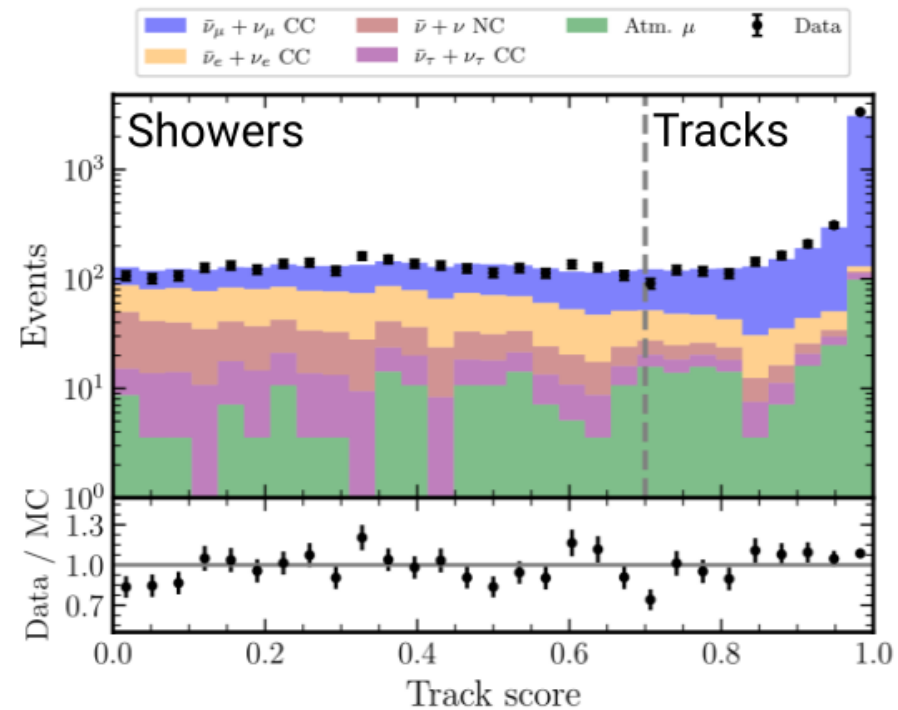 ν̄μ + νμ CC
ν̄e + νe CC
ν̄ + ν NC
ν̄τ + ντ CC
Atm. μ
Data
Showers
Tracks
Events
10³
10²
10¹
10⁰
Data / MC
1.3
1.0
0.7
0.0 0.2 0.4 0.6 0.8 1.0
Track score